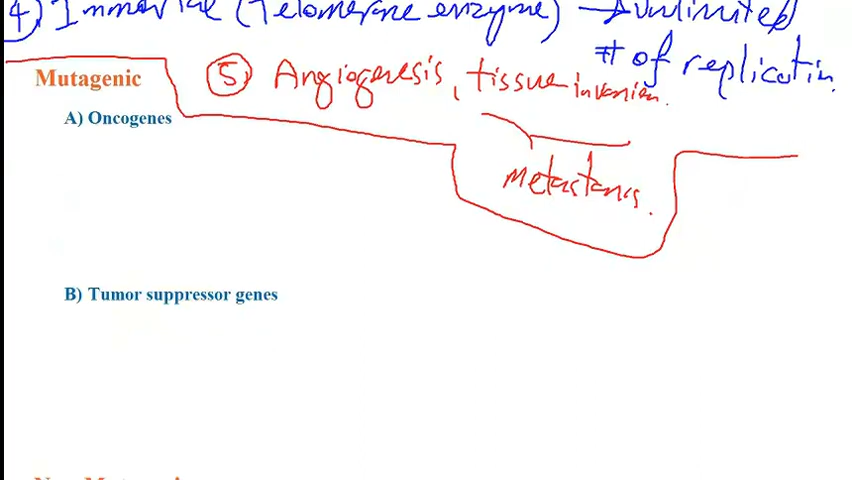 4) Immortal (Telomerase enzyme) → unlimited
# of replication.
Mutagenic ⑤ Angiogenesis, tissue invasion.
A) Oncogenes
Metastasis.
B) Tumor suppressor genes